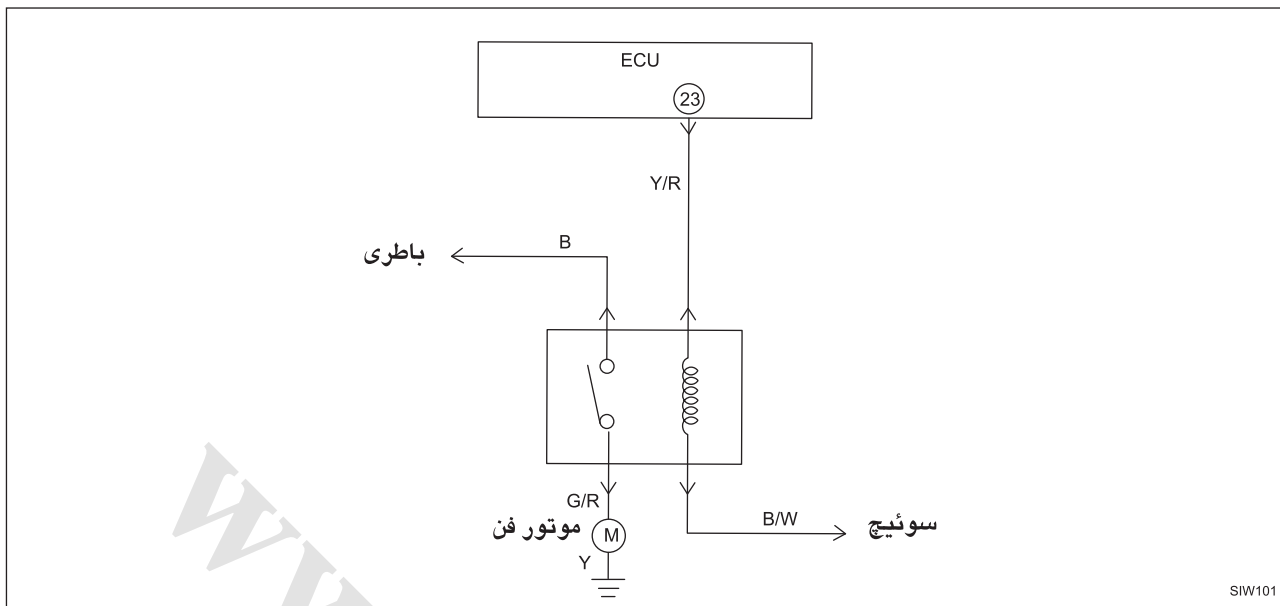 ECU
23
Y/R
B
باطری
G/R
B/W
سوئیچ
موتور فن
M
Y
SIW101